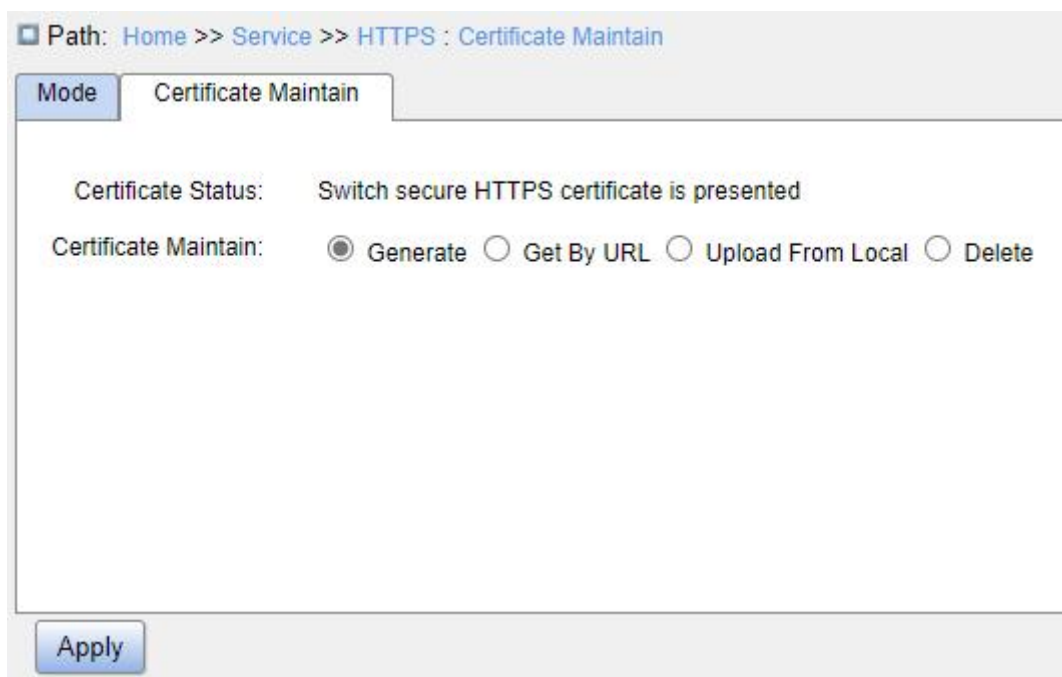 Path: Home >> Service >> HTTPS : Certificate Maintain
Mode Certificate Maintain
Certificate Status: Switch secure HTTPS certificate is presented
Certificate Maintain: Generate Get By URL Upload From Local Delete
Apply